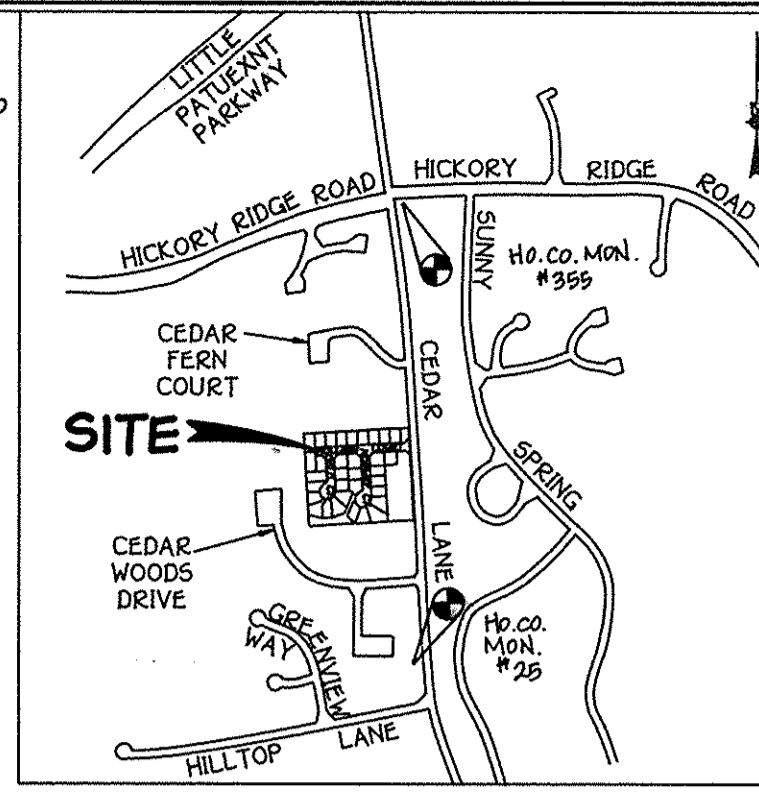 LITTLE
PATUEXNT
PARKWAY
HICKORY RIDGE ROAD
HICKORY RIDGE ROAD
SUNNY
HO.CO. MON.
#355
CEDAR
FERN
COURT
CEDAR
SITE
SPRING
CEDAR
WOODS
DRIVE
LANE
GREENVIEW
WAY
HO.CO.
MON.
#25
HILLTOP LANE